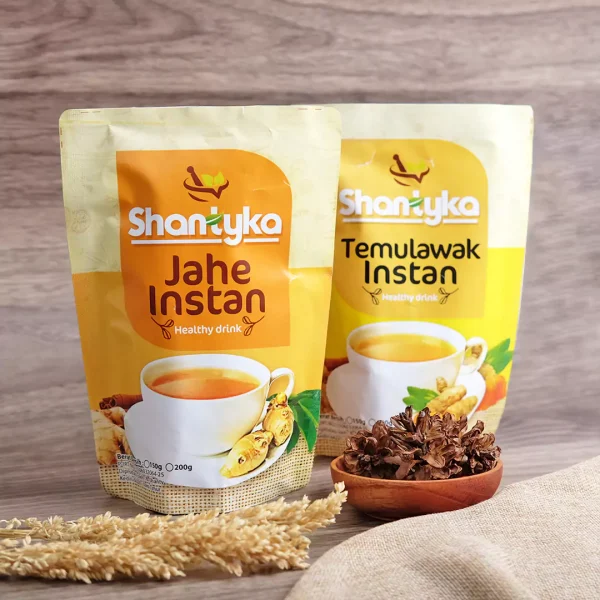 Shantyka
Jahe
Instan
Healthy drink
200g
Shantyka
Temulawak
Instan
Healthy drink